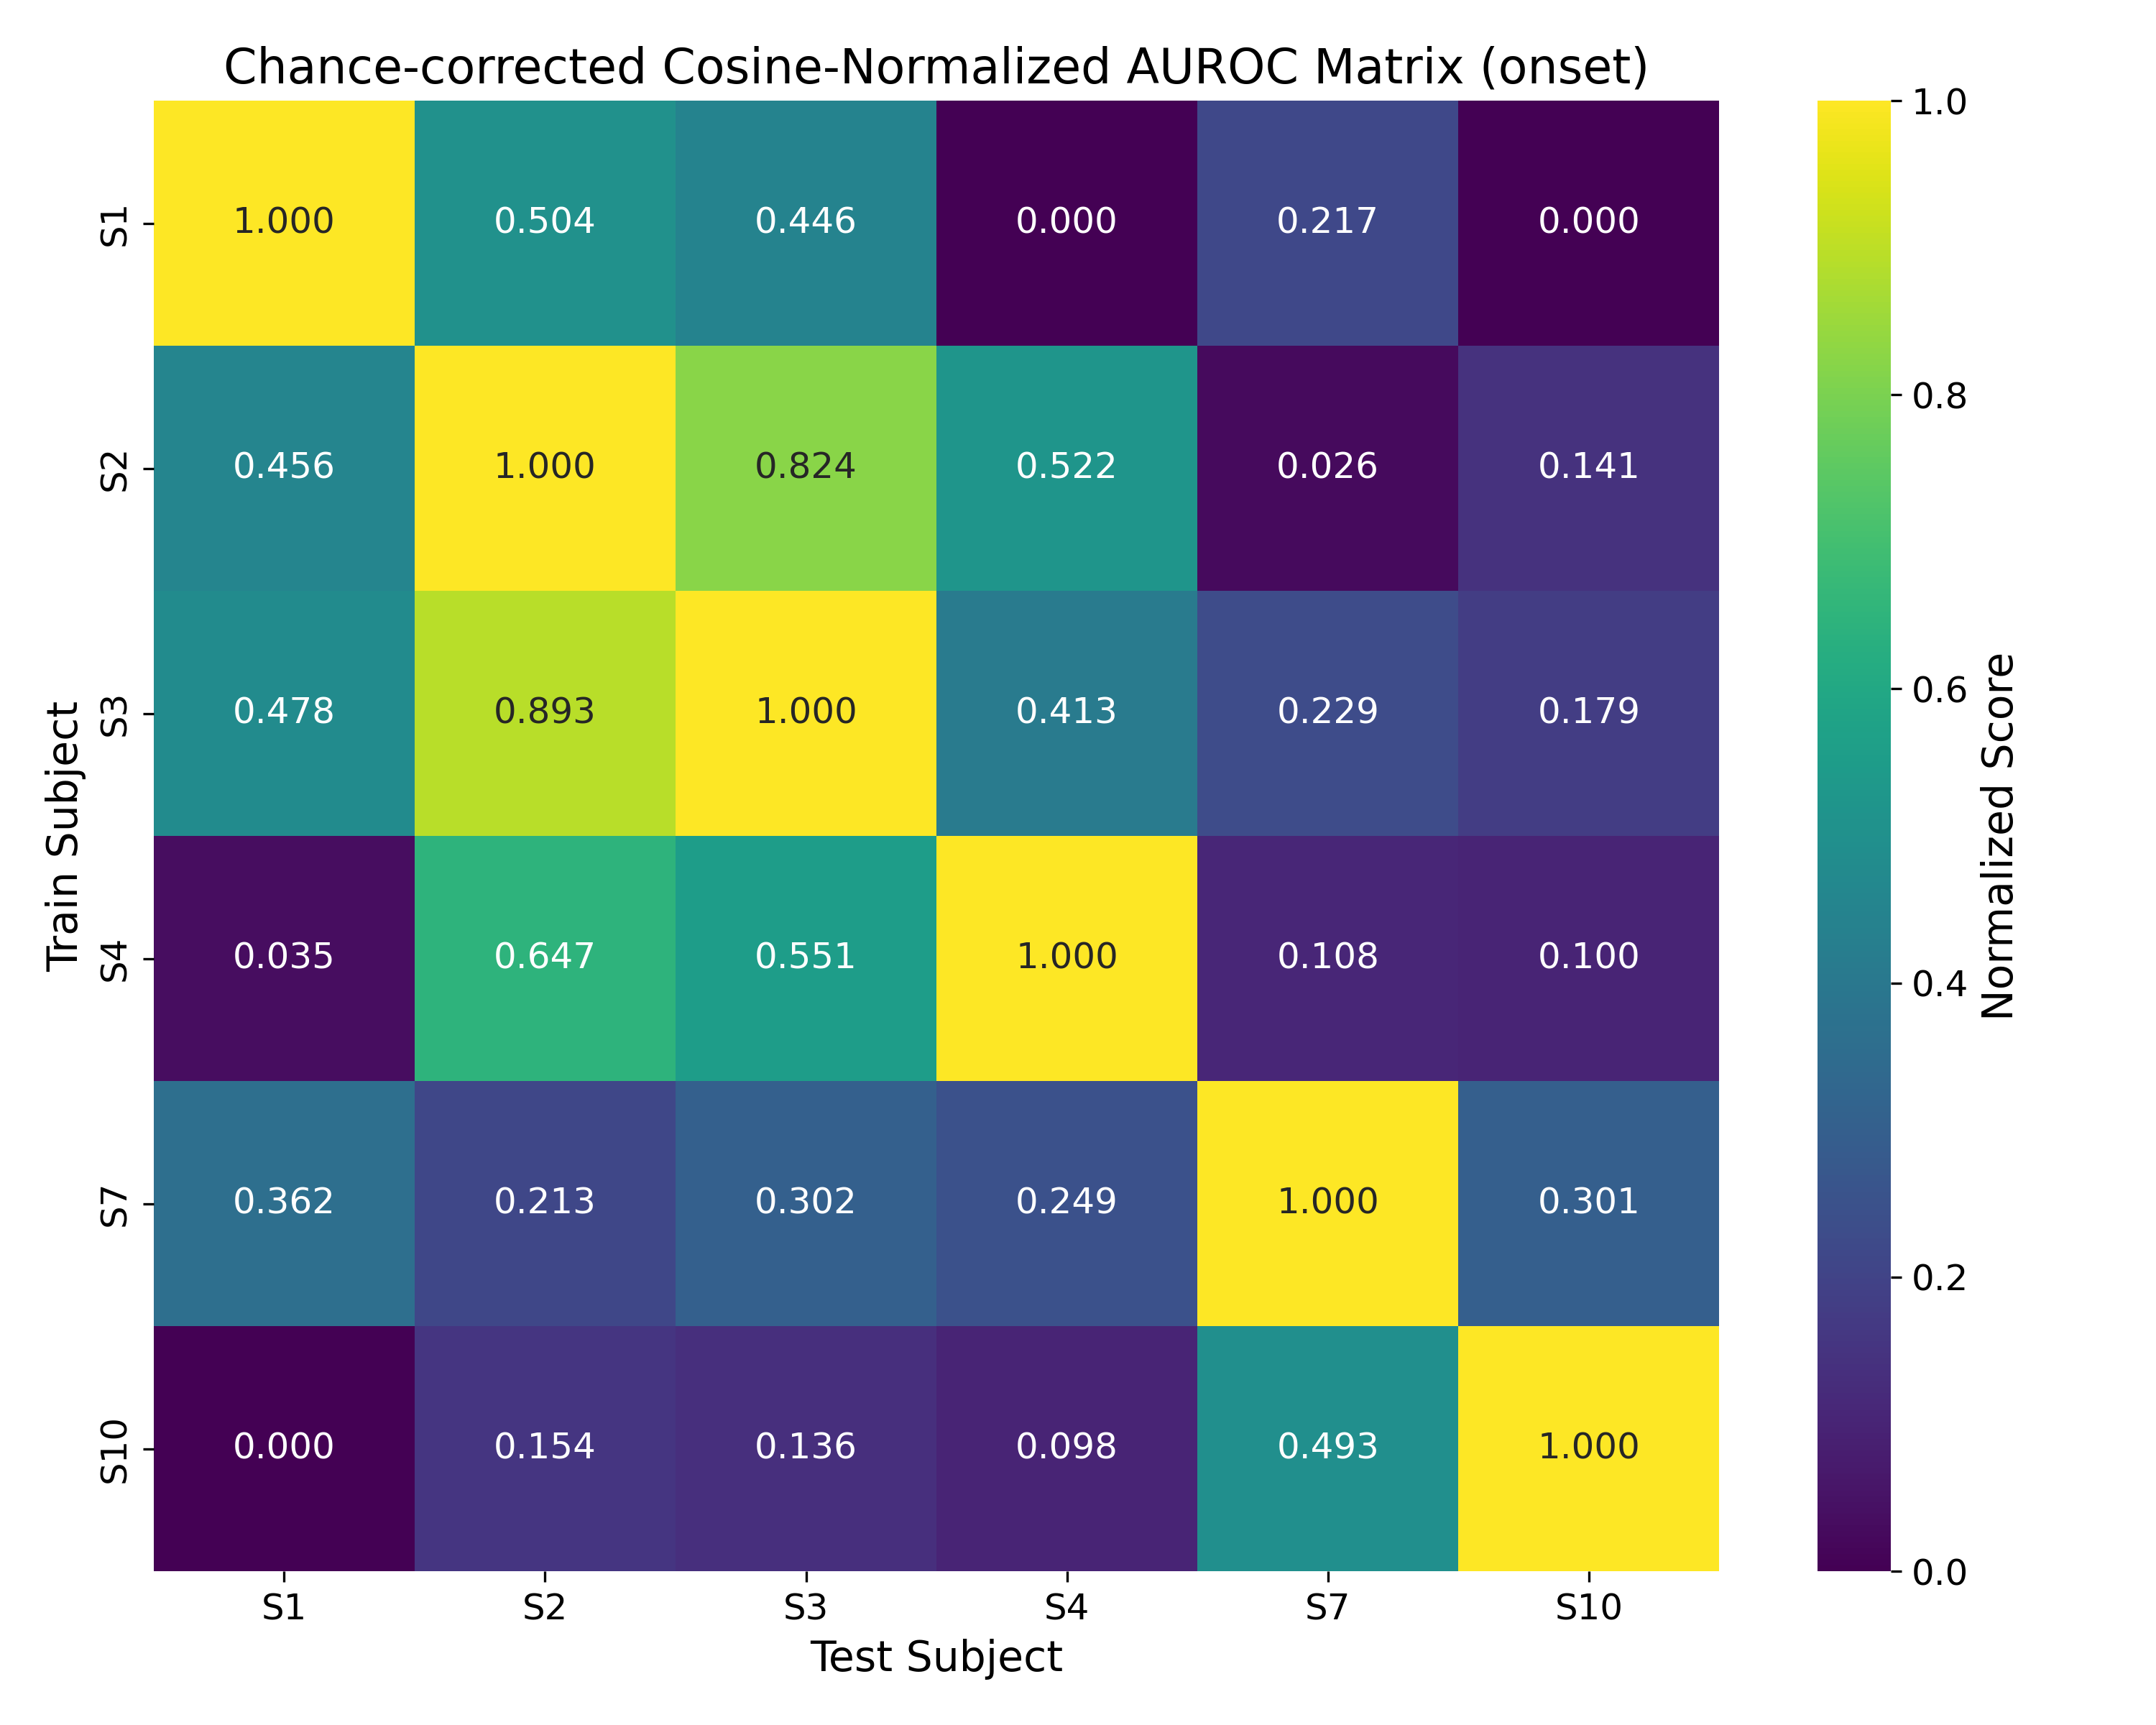 Chance-corrected Cosine-Normalized AUROC Matrix (onset)
S1 1.000 0.504 0.446 0.000 0.217 0.000
S2 0.456 1.000 0.824 0.522 0.026 0.141
S3 0.478 0.893 1.000 0.413 0.229 0.179
S4 0.035 0.647 0.551 1.000 0.108 0.100
S7 0.362 0.213 0.302 0.249 1.000 0.301
S10 0.000 0.154 0.136 0.098 0.493 1.000
S1 S2 S3 S4 S7 S10
Test Subject
Train Subject
1.0
0.8
0.6
0.4
0.2
0.0
Normalized Score